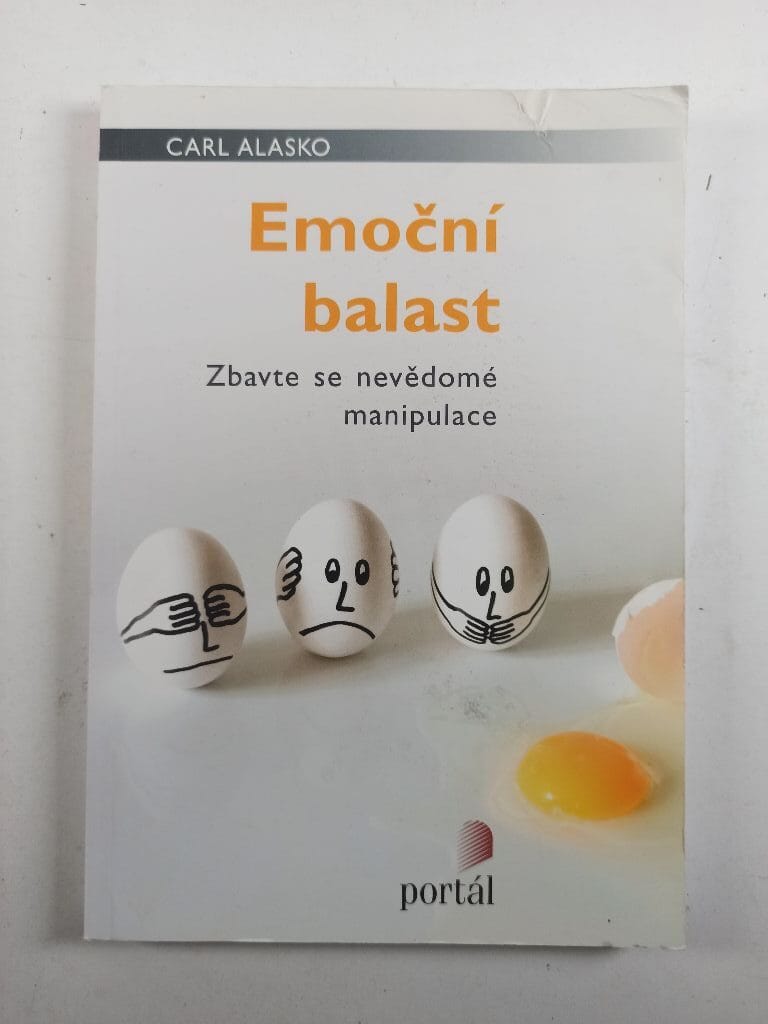 CARL ALASKO
Emoční
balast
Zbavte se nevědomé
manipulace
portál